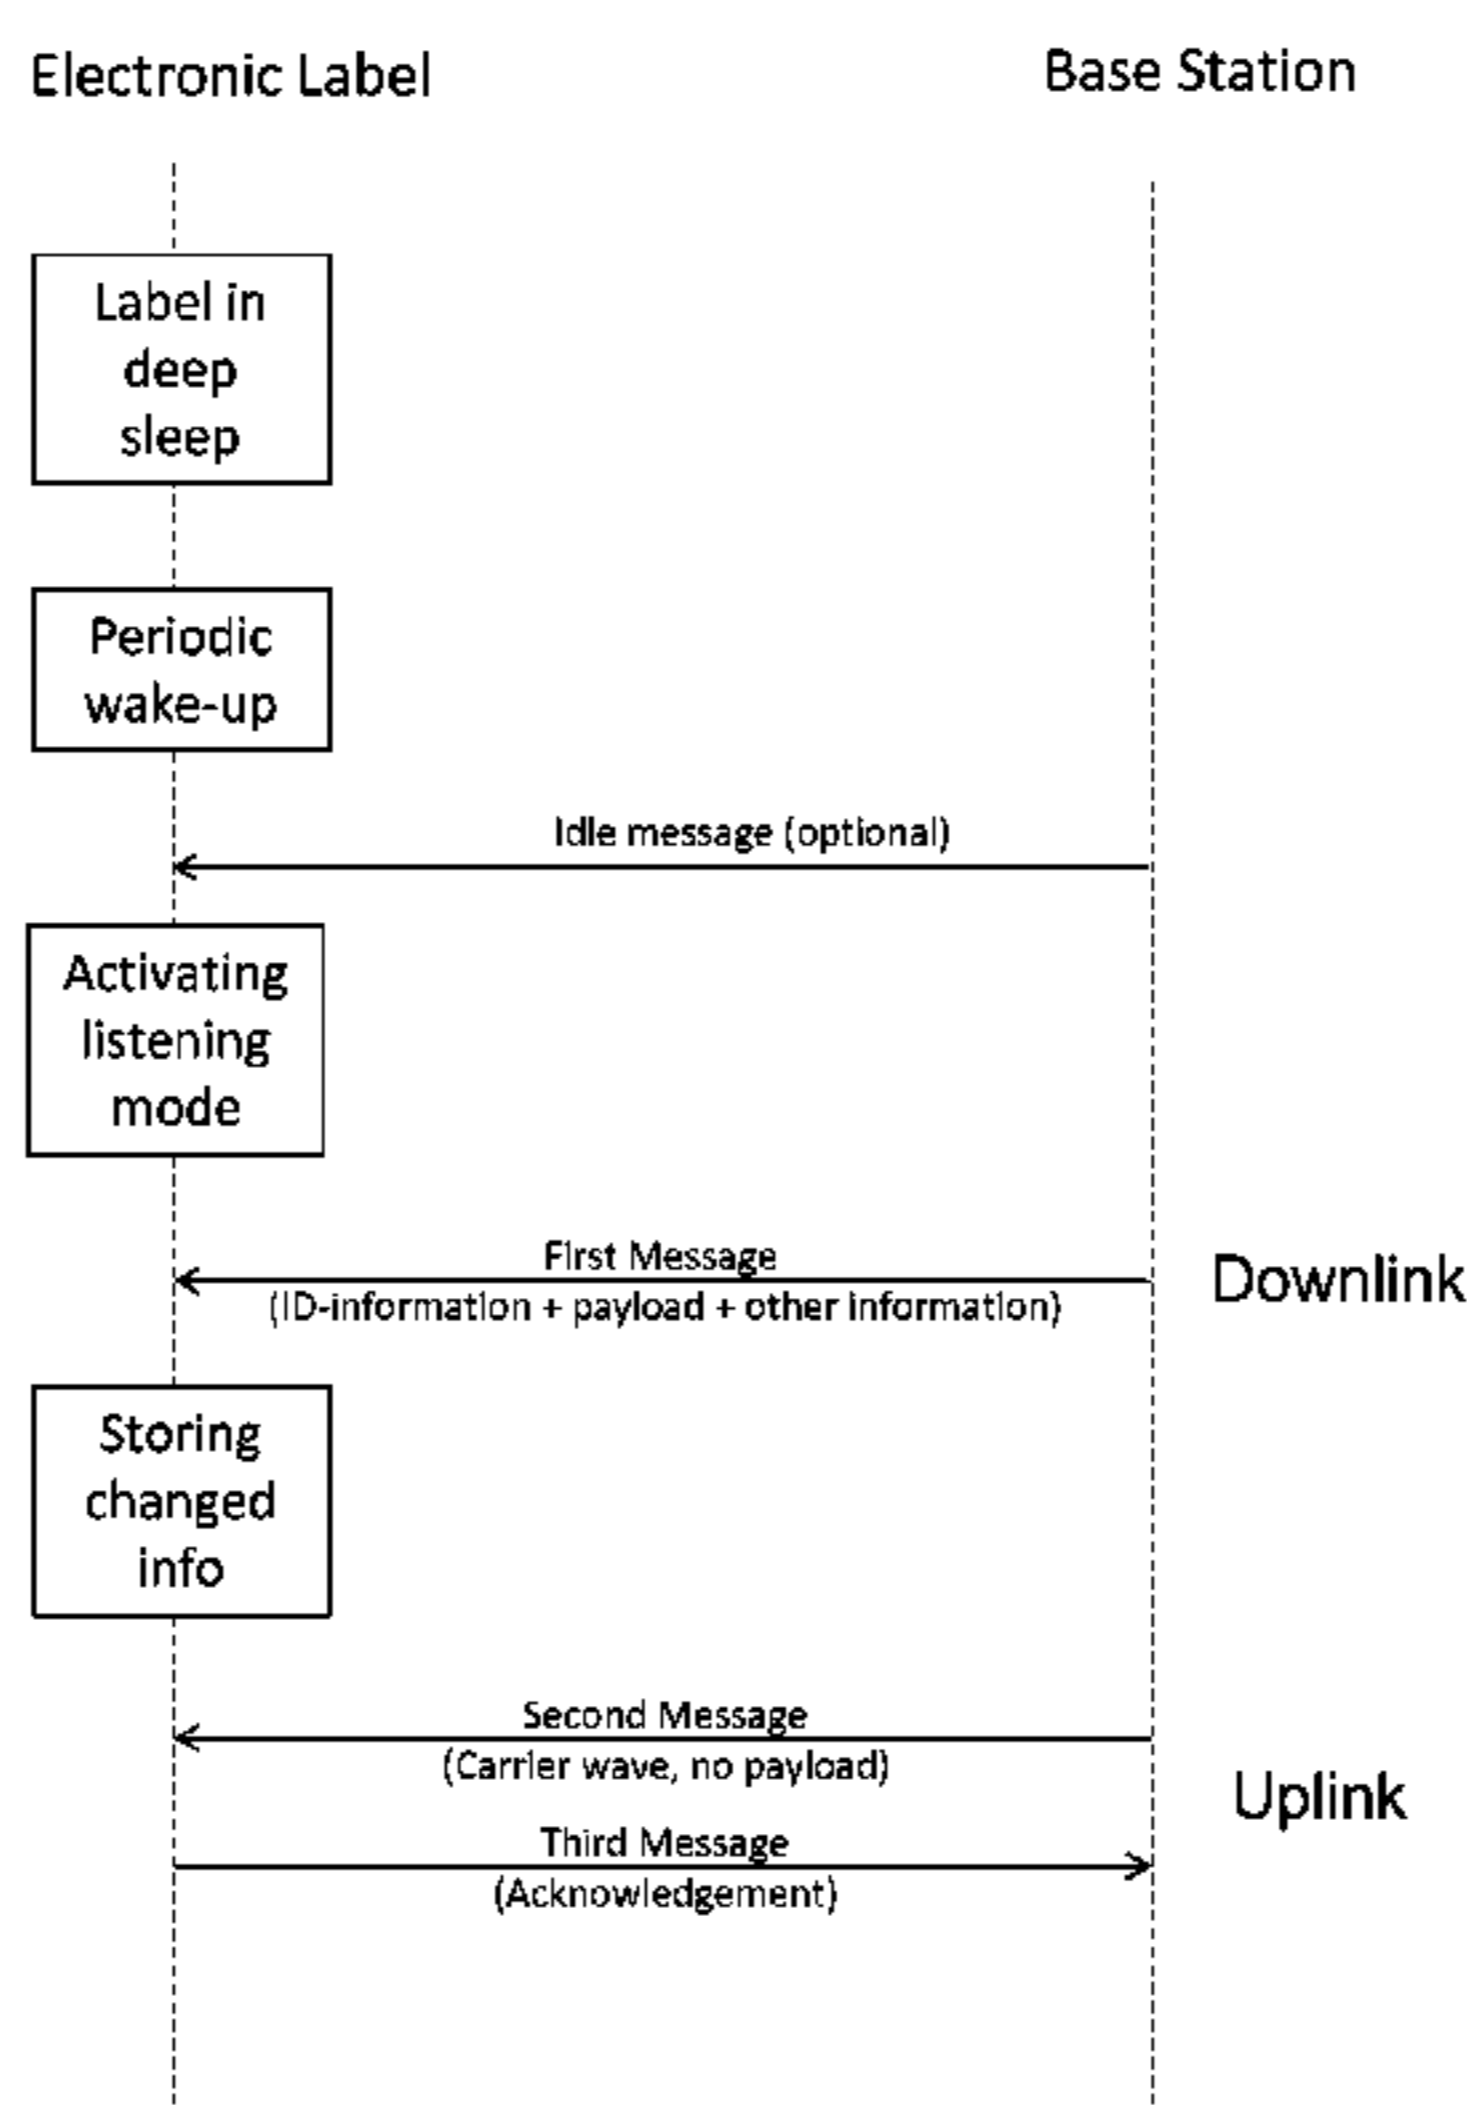 Electronic Label
Base Station
Label in
deep
sleep
Periodic
wake-up
Idle message (optional)
Activating
listening
mode
First Message
(ID-information + payload + other information)
Downlink
Storing
changed
info
Second Message
(Carrier wave, no payload)
Uplink
Third Message
(Acknowledgement)